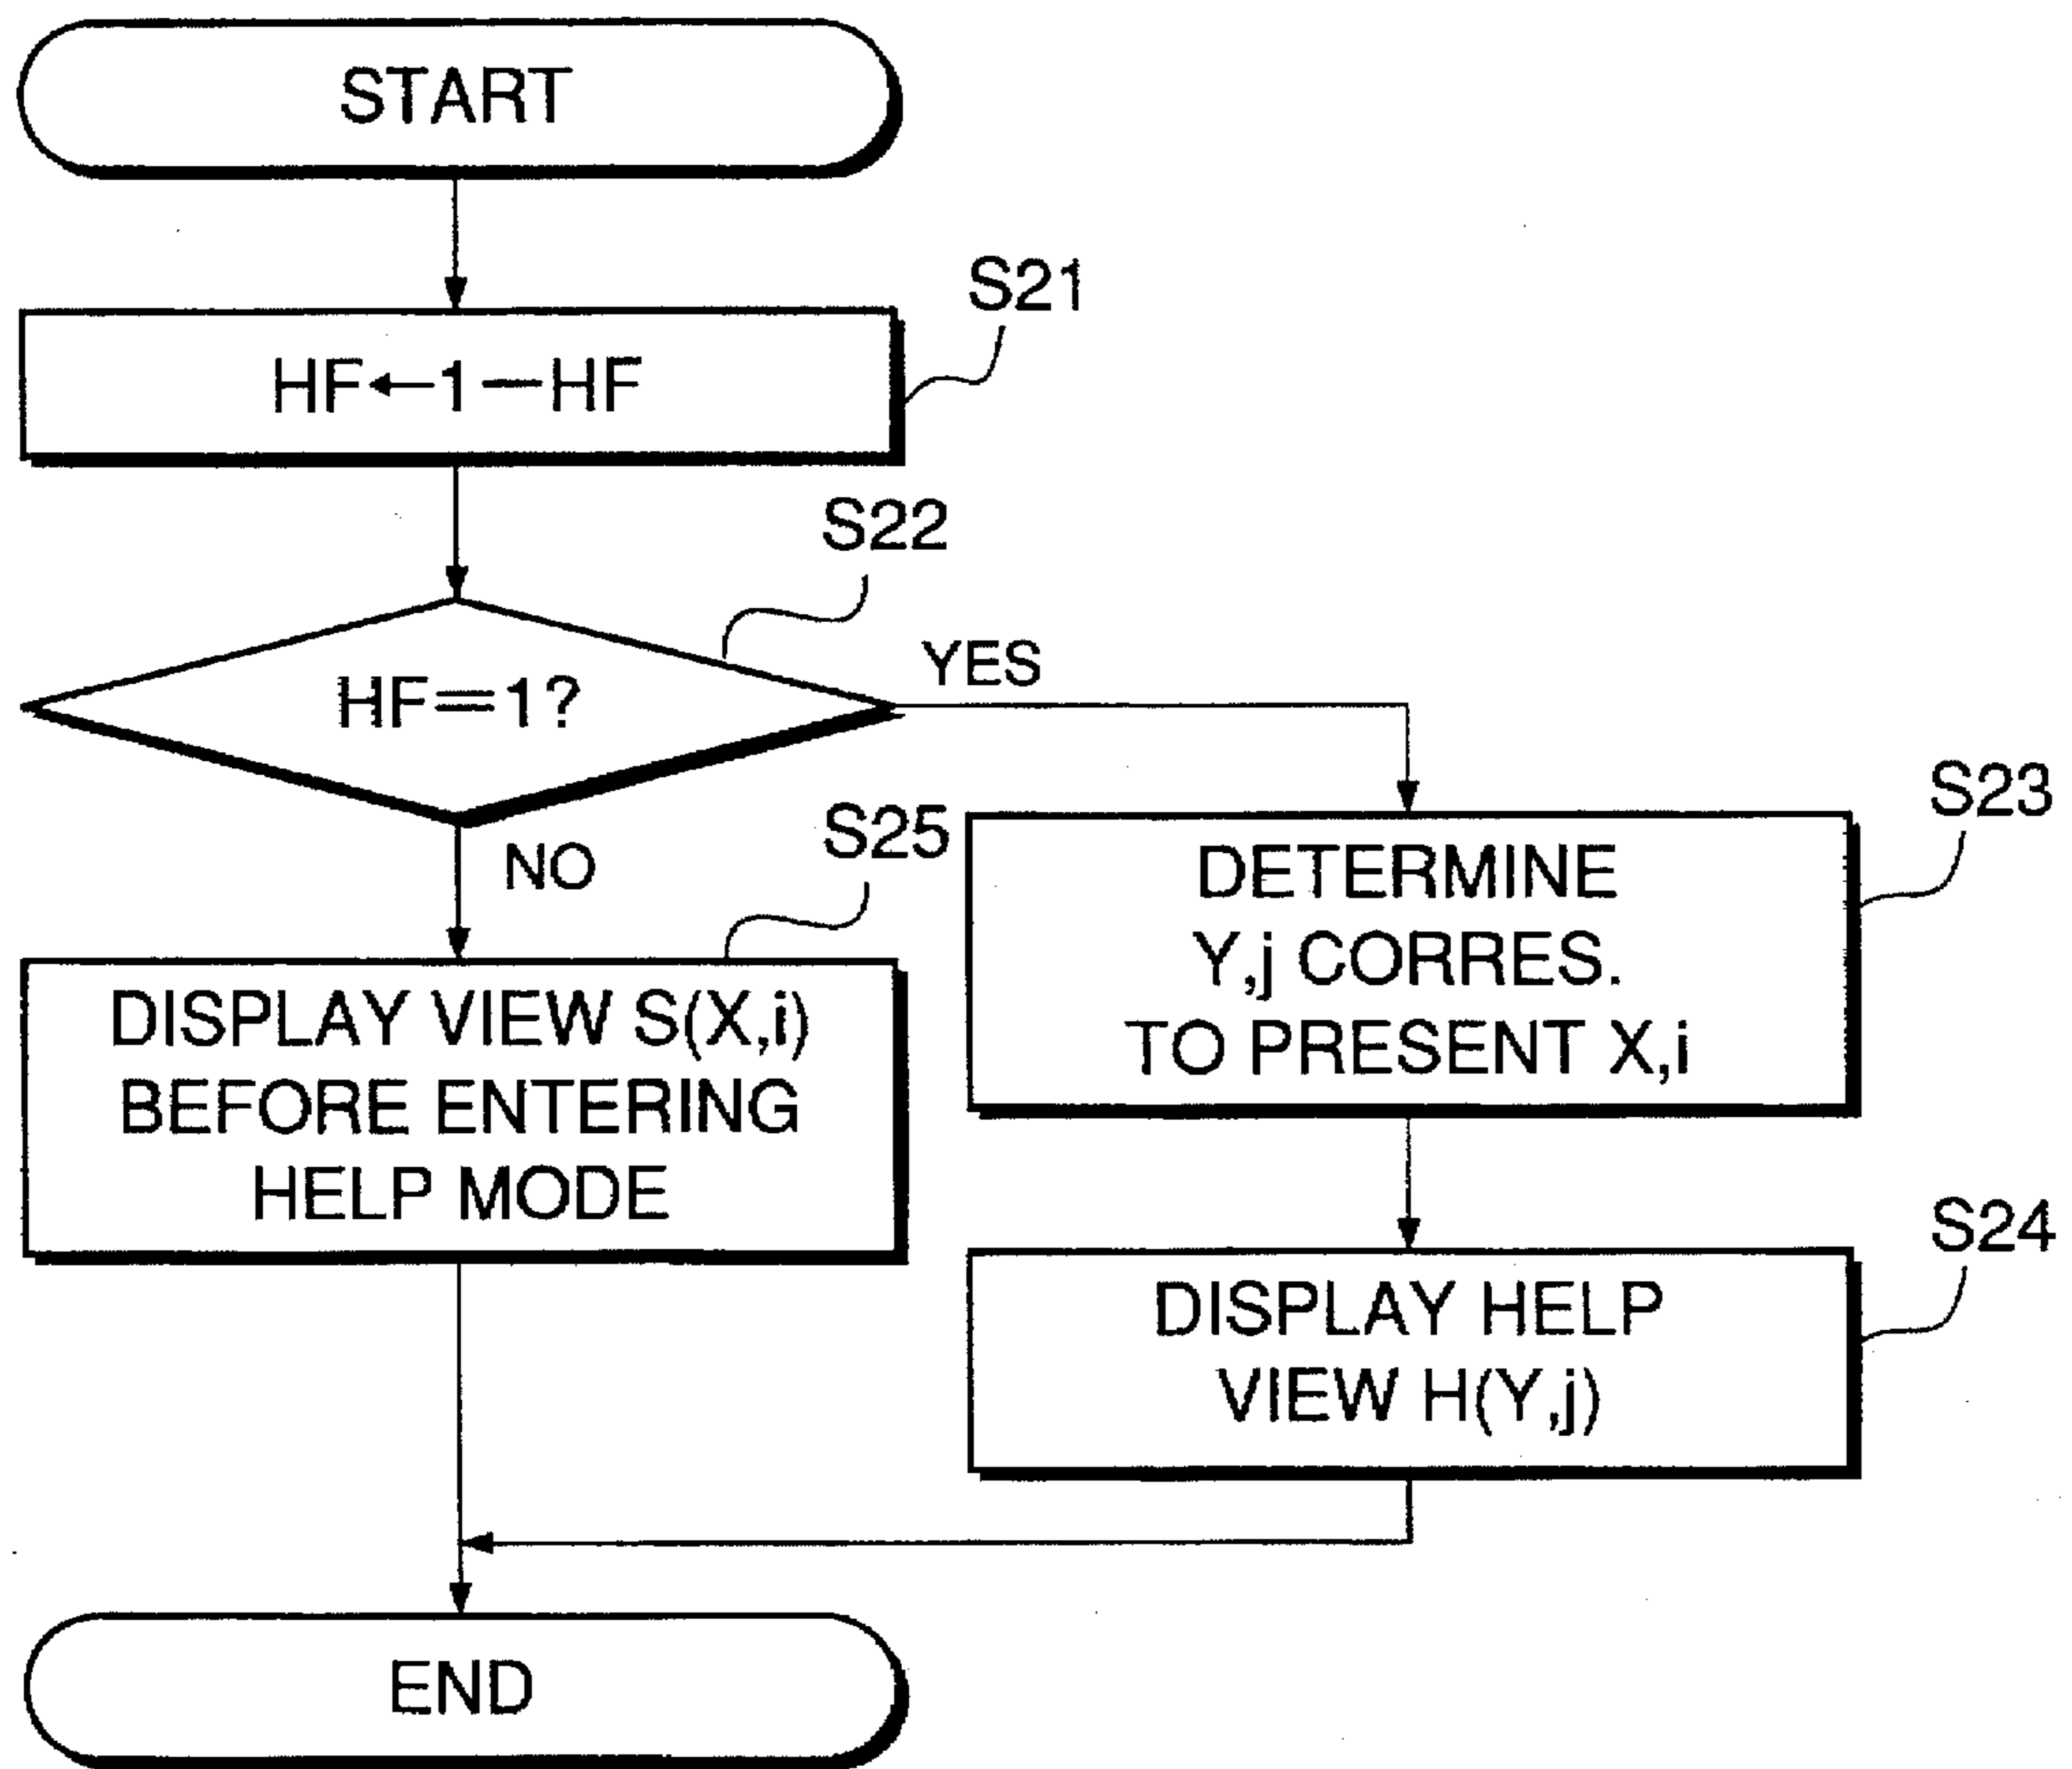 START
S21
HF←1−HF
S22
HF=1?
YES
NO
S23
DETERMINE
Y,j CORRES.
TO PRESENT X,i
S25
DISPLAY VIEW S(X,i)
BEFORE ENTERING
HELP MODE
S24
DISPLAY HELP
VIEW H(Y,j)
END